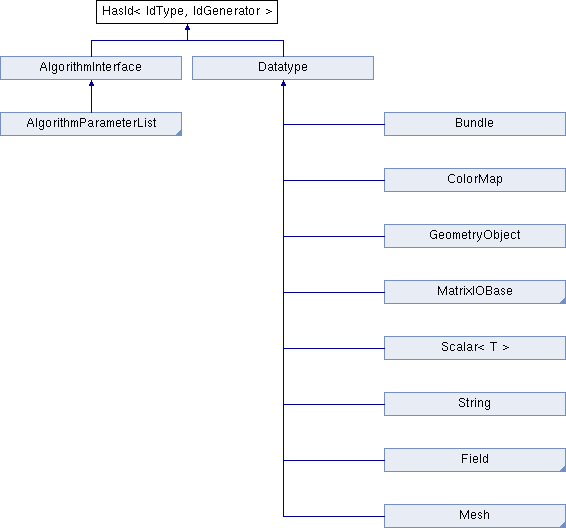 HasId< IdType, IdGenerator >
AlgorithmInterface
Datatype
AlgorithmParameterList
Bundle
ColorMap
GeometryObject
MatrixIOBase
Scalar< T >
String
Field
Mesh